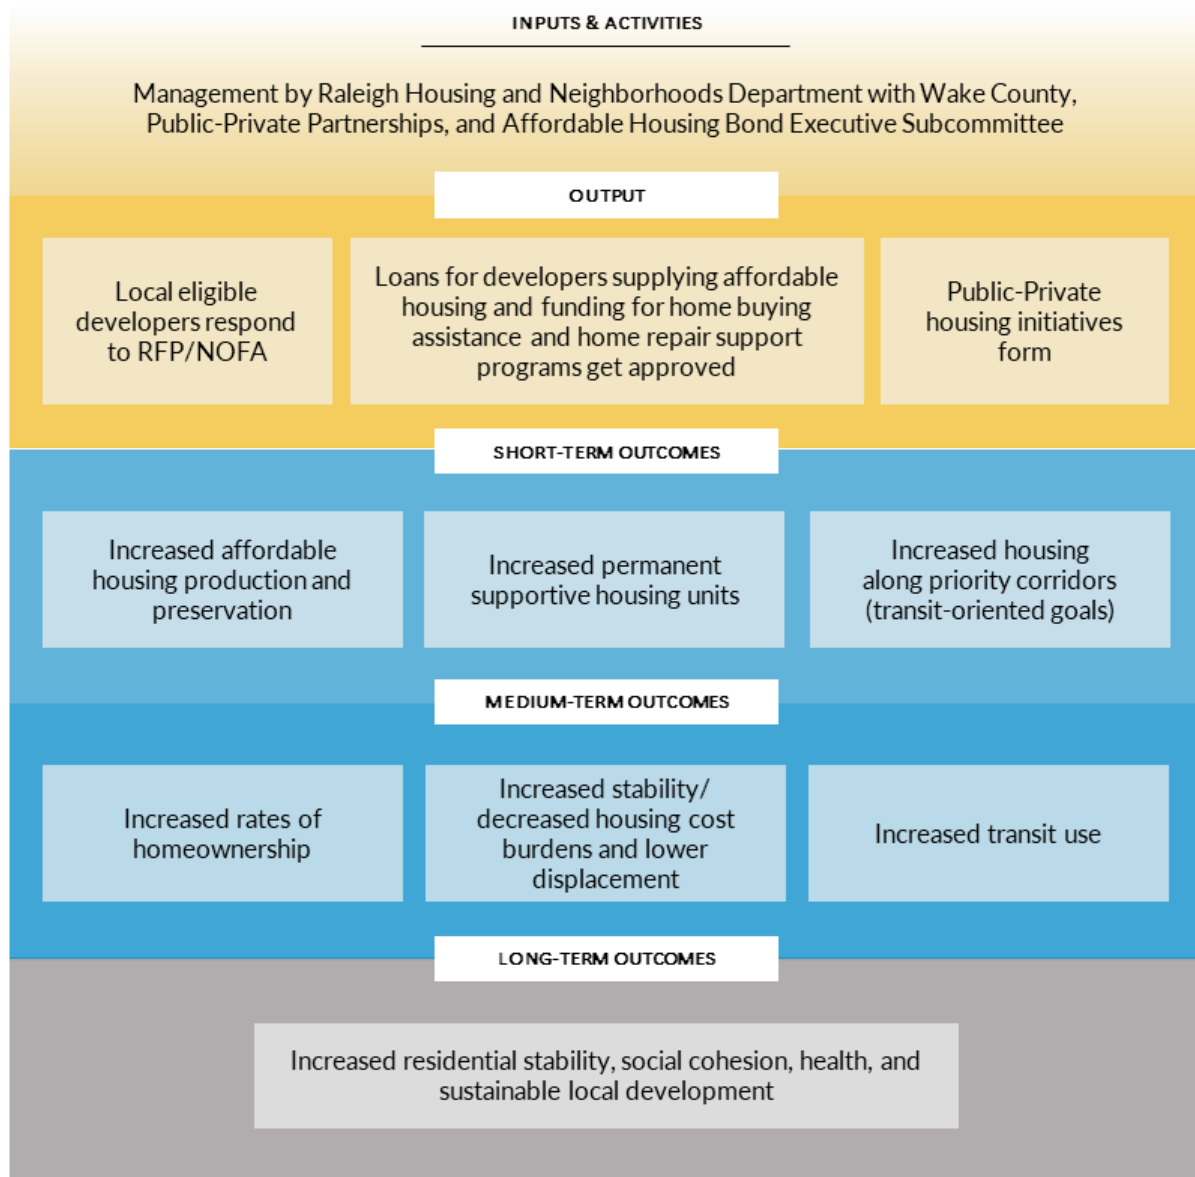 INPUTS & ACTIVITIES
Management by Raleigh Housing and Neighborhoods Department with Wake County,
Public-Private Partnerships, and Affordable Housing Bond Executive Subcommittee
OUTPUT
Local eligible
developers respond
to RFP/NOFA
Loans for developers supplying affordable
housing and funding for home buying
assistance and home repair support
programs get approved
Public-Private
housing initiatives
form
SHORT-TERM OUTCOMES
Increased affordable
housing production and
preservation
Increased permanent
supportive housing units
Increased housing
along priority corridors
(transit-oriented goals)
MEDIUM-TERM OUTCOMES
Increased rates of
homeownership
Increased stability/
decreased housing cost
burdens and lower
displacement
Increased transit use
LONG-TERM OUTCOMES
Increased residential stability, social cohesion, health, and
sustainable local development